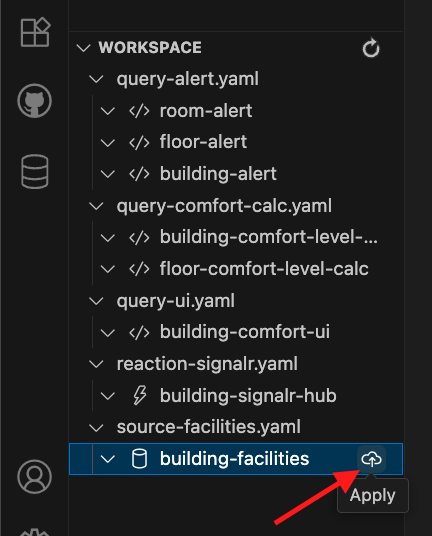 WORKSPACE
query-alert.yaml
room-alert
floor-alert
building-alert
query-comfort-calc.yaml
building-comfort-level-...
floor-comfort-level-calc
query-ui.yaml
building-comfort-ui
reaction-signalr.yaml
building-signalr-hub
source-facilities.yaml
building-facilities
Apply